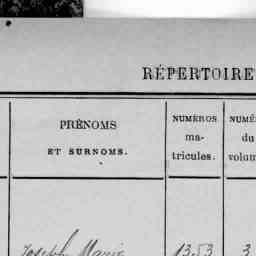 RÉPERTOIRE
PRÉNOMS
ET SURNOMS.
NUMÉROS
ma-
tricules.
NUMÉ
du
volum
Joseph Marie 1353 3